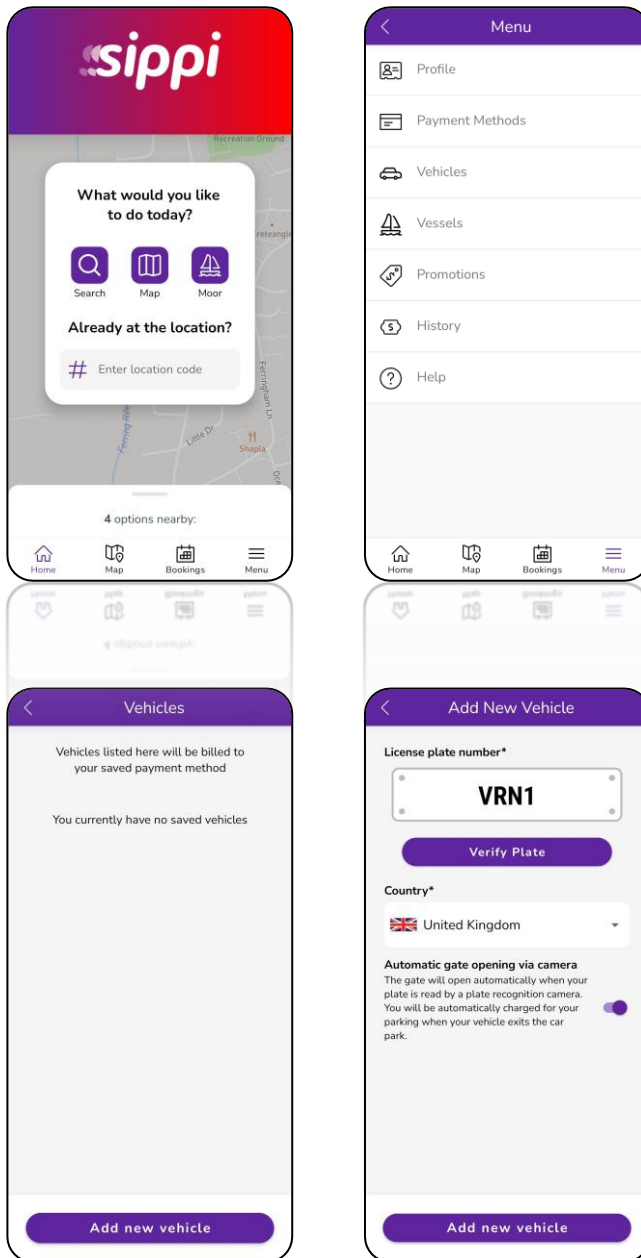 sippi
Recreation Ground
What would you like
to do today?
Search
Map
Moor
Already at the location?
# Enter location code
Ferringham Ln
Little Dr
Shapla
4 options nearby:
Home
Map
Bookings
Menu
Menu
Profile
Payment Methods
Vehicles
Vessels
Promotions
History
Help
Home
Map
Bookings
Menu
Vehicles
Vehicles listed here will be billed to
your saved payment method
You currently have no saved vehicles
Add new vehicle
Add New Vehicle
License plate number*
VRN1
Verify Plate
Country*
United Kingdom
Automatic gate opening via camera
The gate will open automatically when your
plate is read by a plate recognition camera.
You will be automatically charged for your
parking when your vehicle exits the car
park.
Add new vehicle